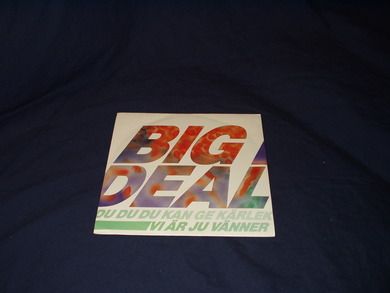 BIG
DEAL
DU DU DU KAN GE KÄRLEK
VI ÄR JU VÄNNER